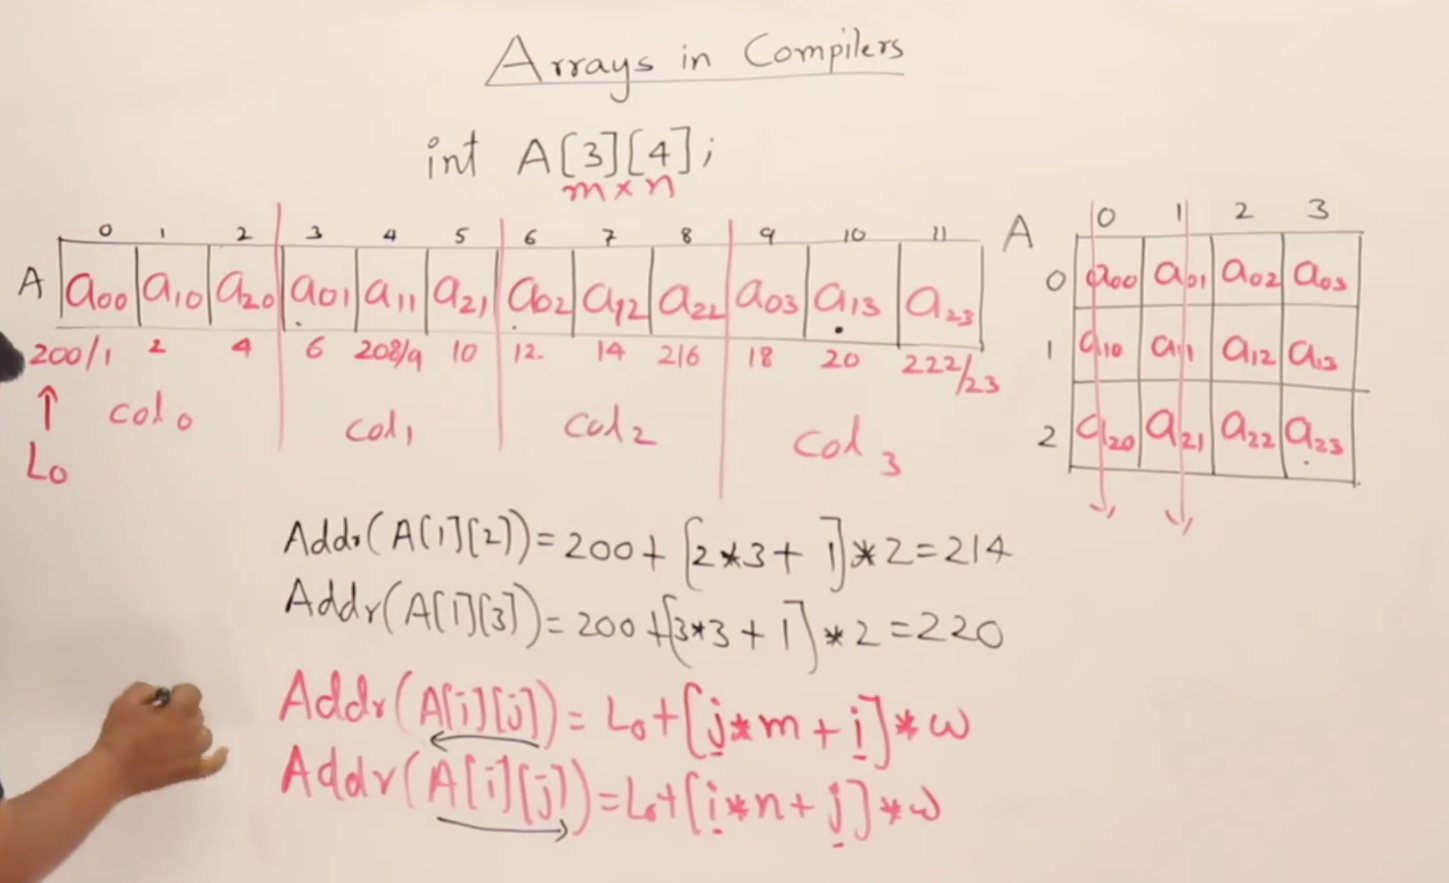 Arrays in Compilers
int A[3][4];
m × n
0 1 2 3 4 5 6 7 8 9 10 11
A a00 a10 a20 a01 a11 a21 a02 a12 a22 a03 a13 a23
200/1 2 4 6 208/9 10 12. 14 216 18 20 222/23
↑ col0 col1 col2 col3
L0
A 0 1 2 3
0 a00 a01 a02 a03
1 a10 a11 a12 a13
2 a20 a21 a22 a23
Addr(A[1][2]) = 200 + [2*3 + 1] * 2 = 214
Addr(A[1][3]) = 200 + [3*3 + 1] * 2 = 220
Addr(A[i][j]) = L0 + [j*m + i] * w
Addr(A[i][j]) = L0 + [i*n + j] * w